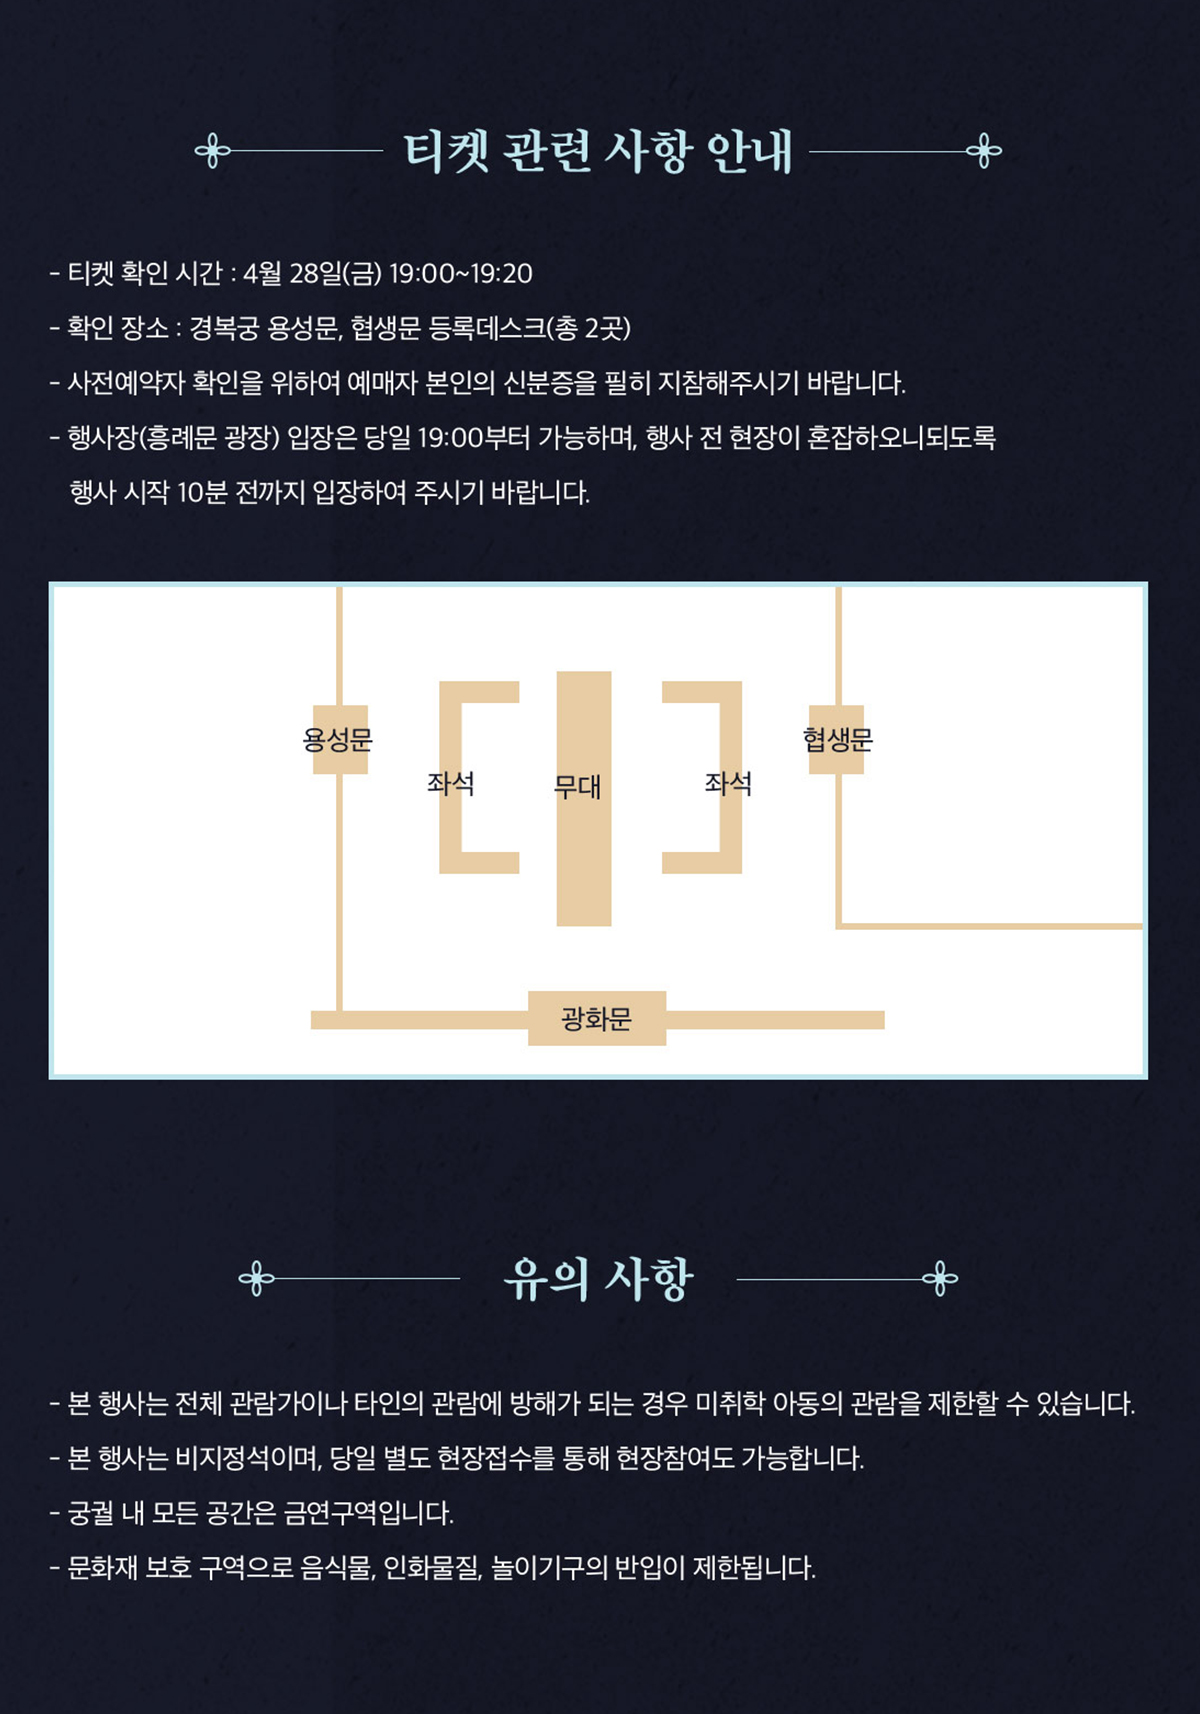 티켓 관련 사항 안내
- 티켓 확인 시간 : 4월 28일(금) 19:00~19:20
- 확인 장소 : 경복궁 용성문, 협생문 등록데스크(총 2곳)
- 사전예약자 확인을 위하여 예매자 본인의 신분증을 필히 지참해주시기 바랍니다.
- 행사장(흥례문 광장) 입장은 당일 19:00부터 가능하며, 행사 전 현장이 혼잡하오니되도록
행사 시작 10분 전까지 입장하여 주시기 바랍니다.
용성문
협생문
좌석
무대
좌석
광화문
유의 사항
- 본 행사는 전체 관람가이나 타인의 관람에 방해가 되는 경우 미취학 아동의 관람을 제한할 수 있습니다.
- 본 행사는 비지정석이며, 당일 별도 현장접수를 통해 현장참여도 가능합니다.
- 궁궐 내 모든 공간은 금연구역입니다.
- 문화재 보호 구역으로 음식물, 인화물질, 놀이기구의 반입이 제한됩니다.